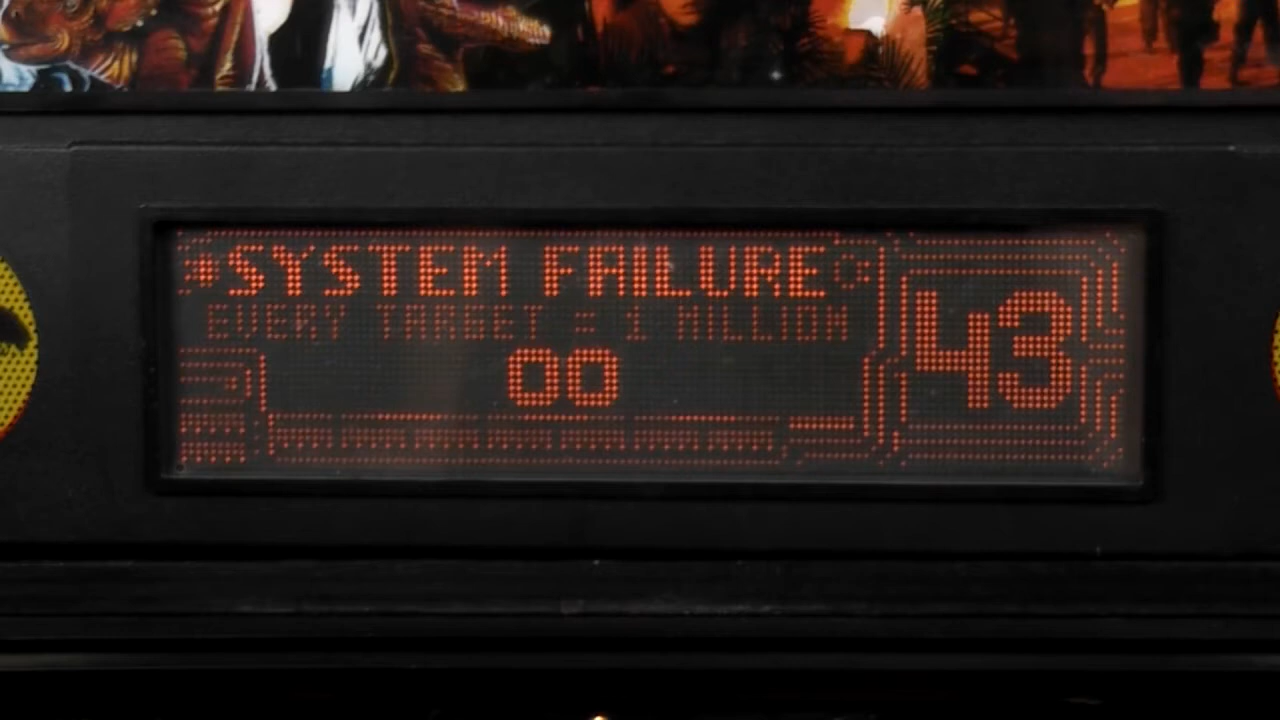 SYSTEM FAILURE
EVERY TARGET = 1 MILLION
00
43